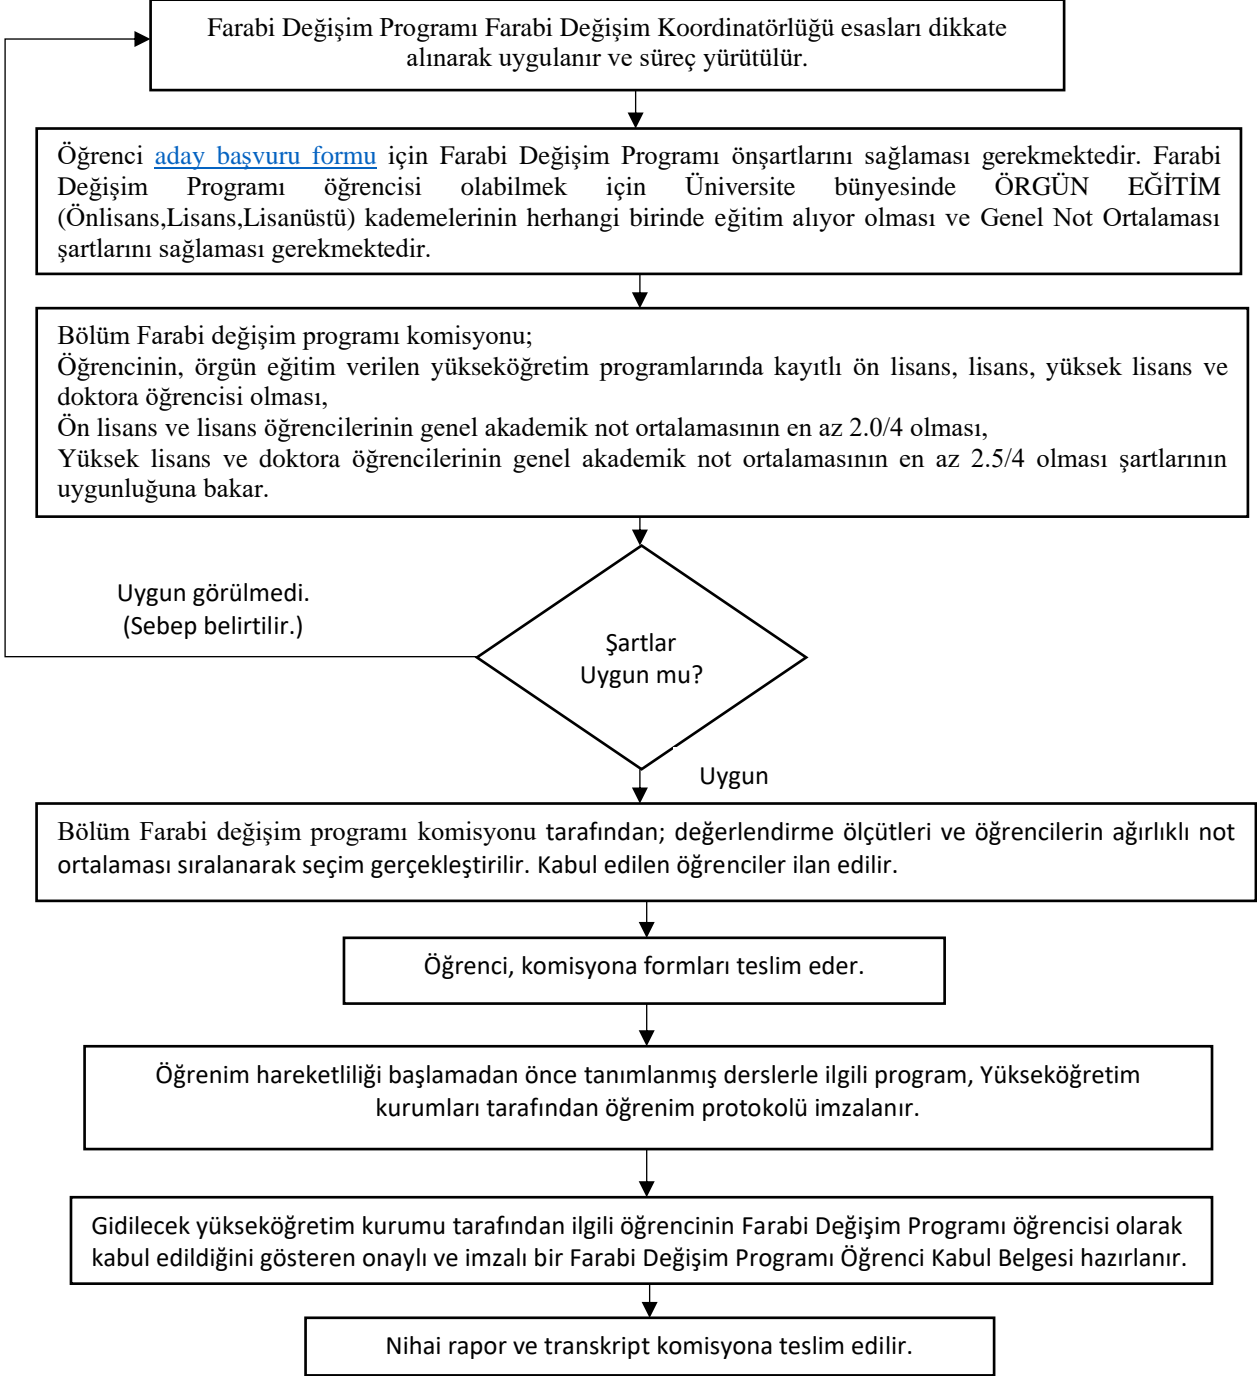 Farabi Değişim Programı Farabi Değişim Koordinatörlüğü esasları dikkate
alınarak uygulanır ve süreç yürütülür.
Öğrenci aday başvuru formu için Farabi Değişim Programı önşartlarını sağlaması gerekmektedir. Farabi
Değişim Programı öğrencisi olabilmek için Üniversite bünyesinde ÖRGÜN EĞİTİM
(Önlisans,Lisans,Lisanüstü) kademelerinin herhangi birinde eğitim alıyor olması ve Genel Not Ortalaması
şartlarını sağlaması gerekmektedir.
Bölüm Farabi değişim programı komisyonu;
Öğrencinin, örgün eğitim verilen yükseköğretim programlarında kayıtlı ön lisans, lisans, yüksek lisans ve
doktora öğrencisi olması,
Ön lisans ve lisans öğrencilerinin genel akademik not ortalamasının en az 2.0/4 olması,
Yüksek lisans ve doktora öğrencilerinin genel akademik not ortalamasının en az 2.5/4 olması şartlarının
uygunluğuna bakar.
Uygun görülmedi.
(Sebep belirtilir.)
Şartlar
Uygun mu?
Uygun
Bölüm Farabi değişim programı komisyonu tarafından; değerlendirme ölçütleri ve öğrencilerin ağırlıklı not
ortalaması sıralanarak seçim gerçekleştirilir. Kabul edilen öğrenciler ilan edilir.
Öğrenci, komisyona formları teslim eder.
Öğrenim hareketliliği başlamadan önce tanımlanmış derslerle ilgili program, Yükseköğretim
kurumları tarafından öğrenim protokolü imzalanır.
Gidilecek yükseköğretim kurumu tarafından ilgili öğrencinin Farabi Değişim Programı öğrencisi olarak
kabul edildiğini gösteren onaylı ve imzalı bir Farabi Değişim Programı Öğrenci Kabul Belgesi hazırlanır.
Nihai rapor ve transkript komisyona teslim edilir.